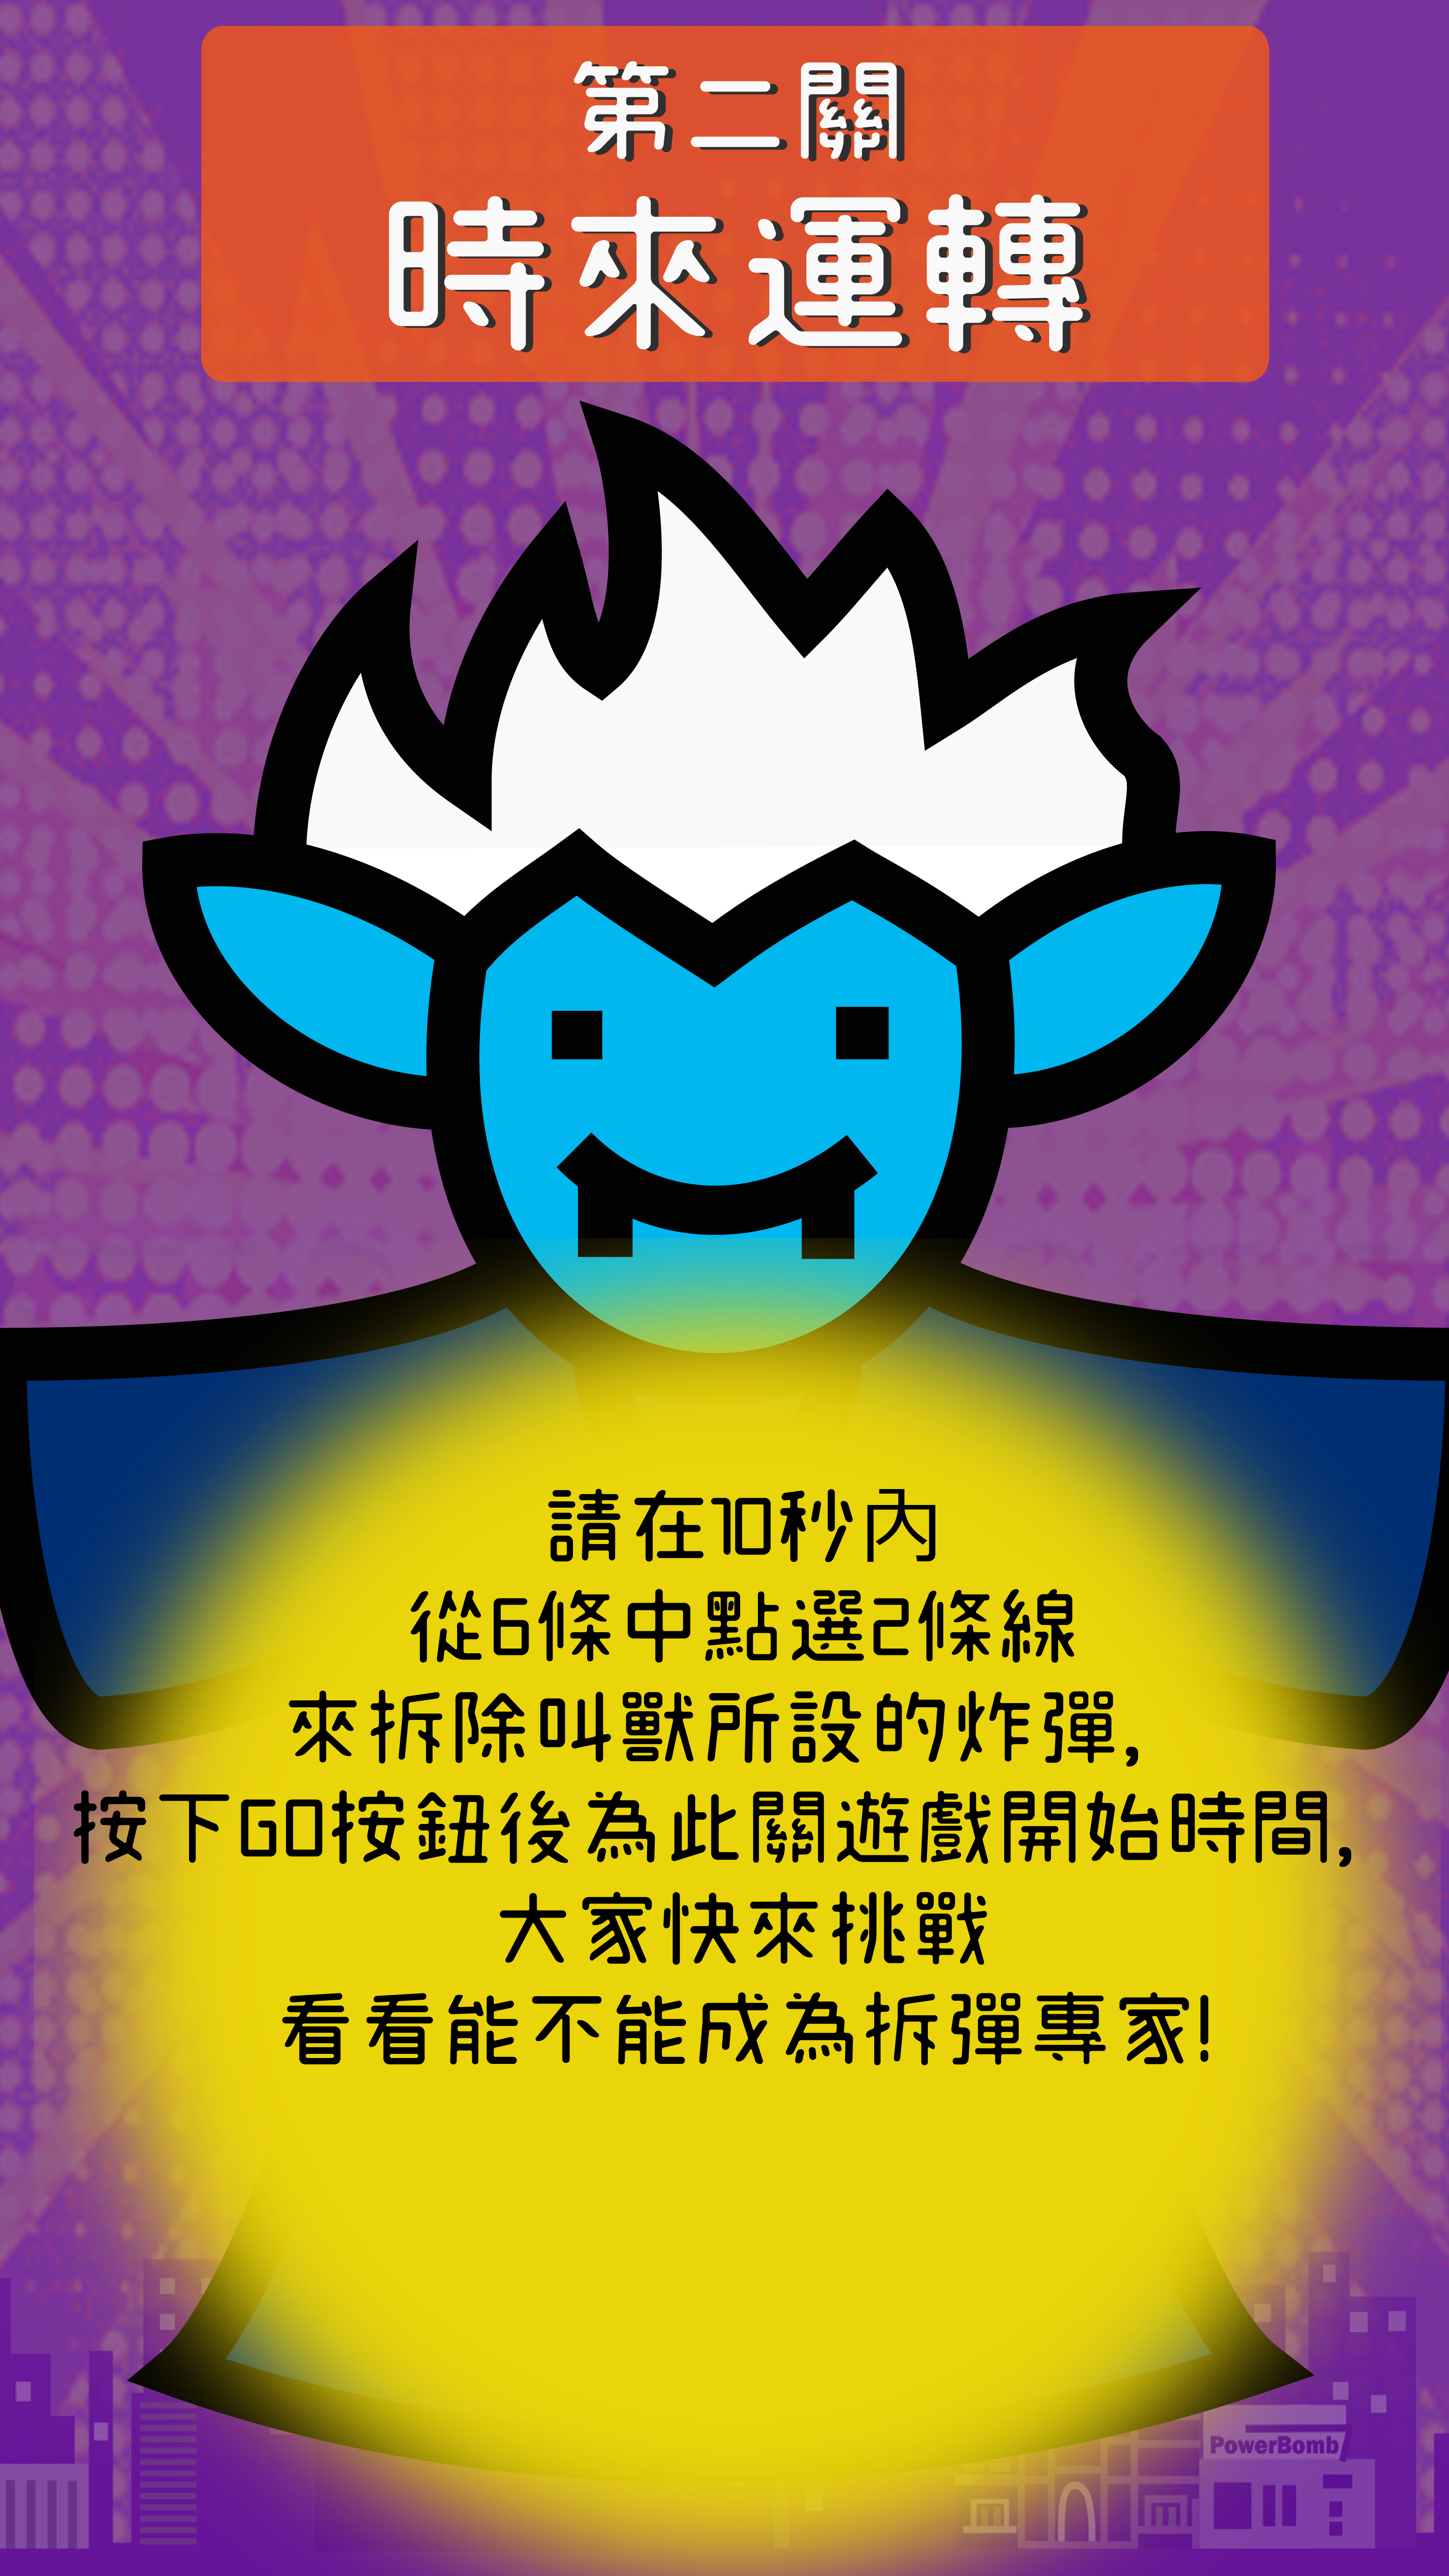 第二關
時來運轉
請在10秒內
從6條中點選2條線
來拆除叫獸所設的炸彈,
按下GO按鈕後為此關遊戲開始時間,
大家快來挑戰
看看能不能成為拆彈專家!
PowerBomb